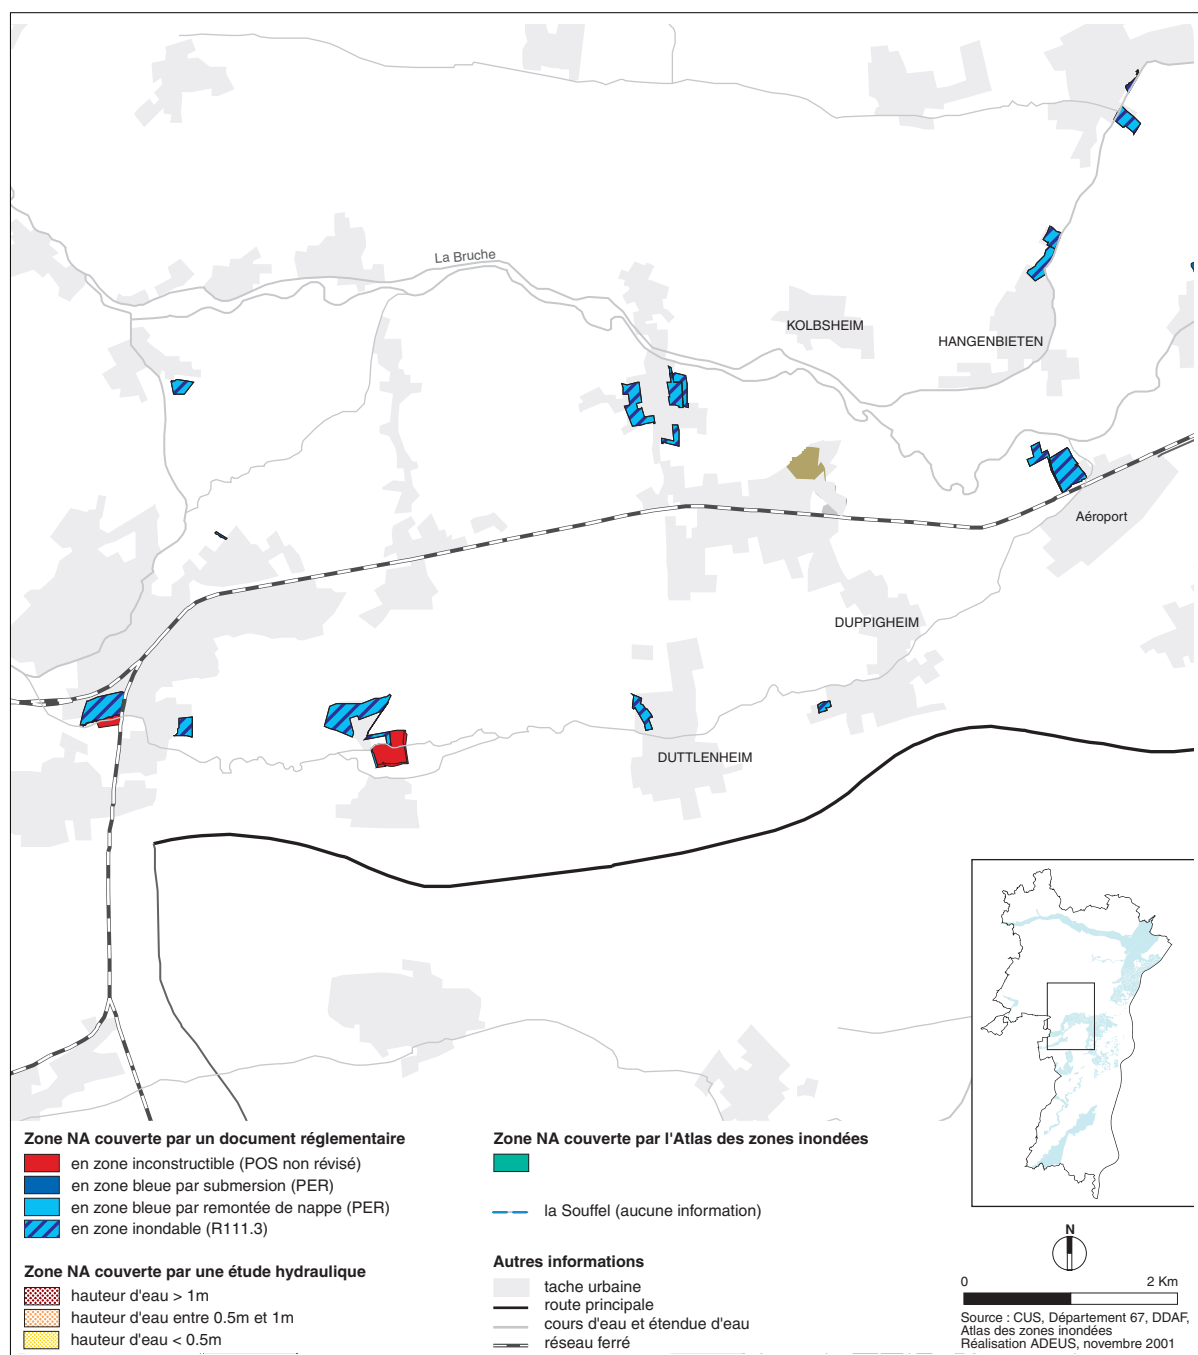 La Bruche
KOLBSHEIM
HANGENBIETEN
Aéroport
DUPPIGHEIM
DUTTLENHEIM
Zone NA couverte par un document réglementaire
en zone inconstructible (POS non révisé)
en zone bleue par submersion (PER)
en zone bleue par remontée de nappe (PER)
en zone inondable (R111.3)
Zone NA couverte par une étude hydraulique
hauteur d'eau > 1m
hauteur d'eau entre 0.5m et 1m
hauteur d'eau < 0.5m
Zone NA couverte par l'Atlas des zones inondées
la Souffel (aucune information)
Autres informations
tache urbaine
route principale
cours d'eau et étendue d'eau
réseau ferré
N
0 2 Km
Source : CUS, Département 67, DDAF,
Atlas des zones inondées
Réalisation ADEUS, novembre 2001